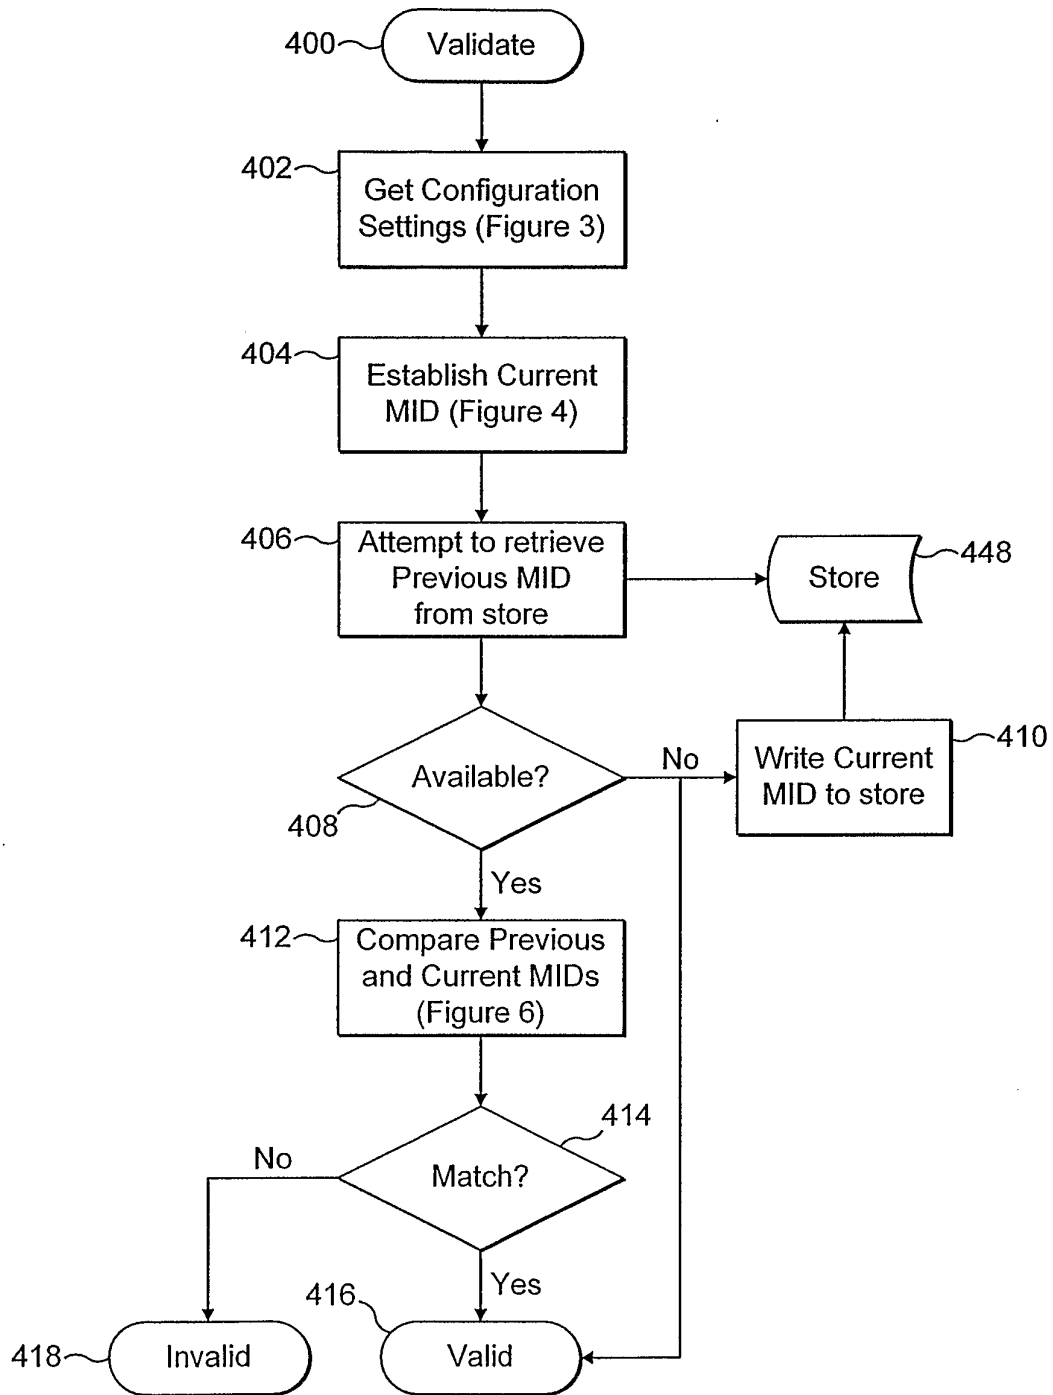 400
Validate
402
Get Configuration
Settings (Figure 3)
404
Establish Current
MID (Figure 4)
406
Attempt to retrieve
Previous MID
from store
Store
448
Available?
408
No
Write Current
MID to store
410
Yes
412
Compare Previous
and Current MIDs
(Figure 6)
414
No
Match?
Yes
416
418
Invalid
Valid